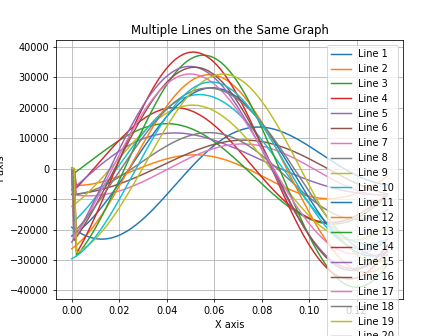 Multiple Lines on the Same Graph
40000
30000
20000
10000
0
−10000
−20000
−30000
−40000
0.00
0.02
0.04
0.06
0.08
0.10
X axis
Line 1
Line 2
Line 3
Line 4
Line 5
Line 6
Line 7
Line 8
Line 9
Line 10
Line 11
Line 12
Line 13
Line 14
Line 15
Line 16
Line 17
Line 18
Line 19
Line 20